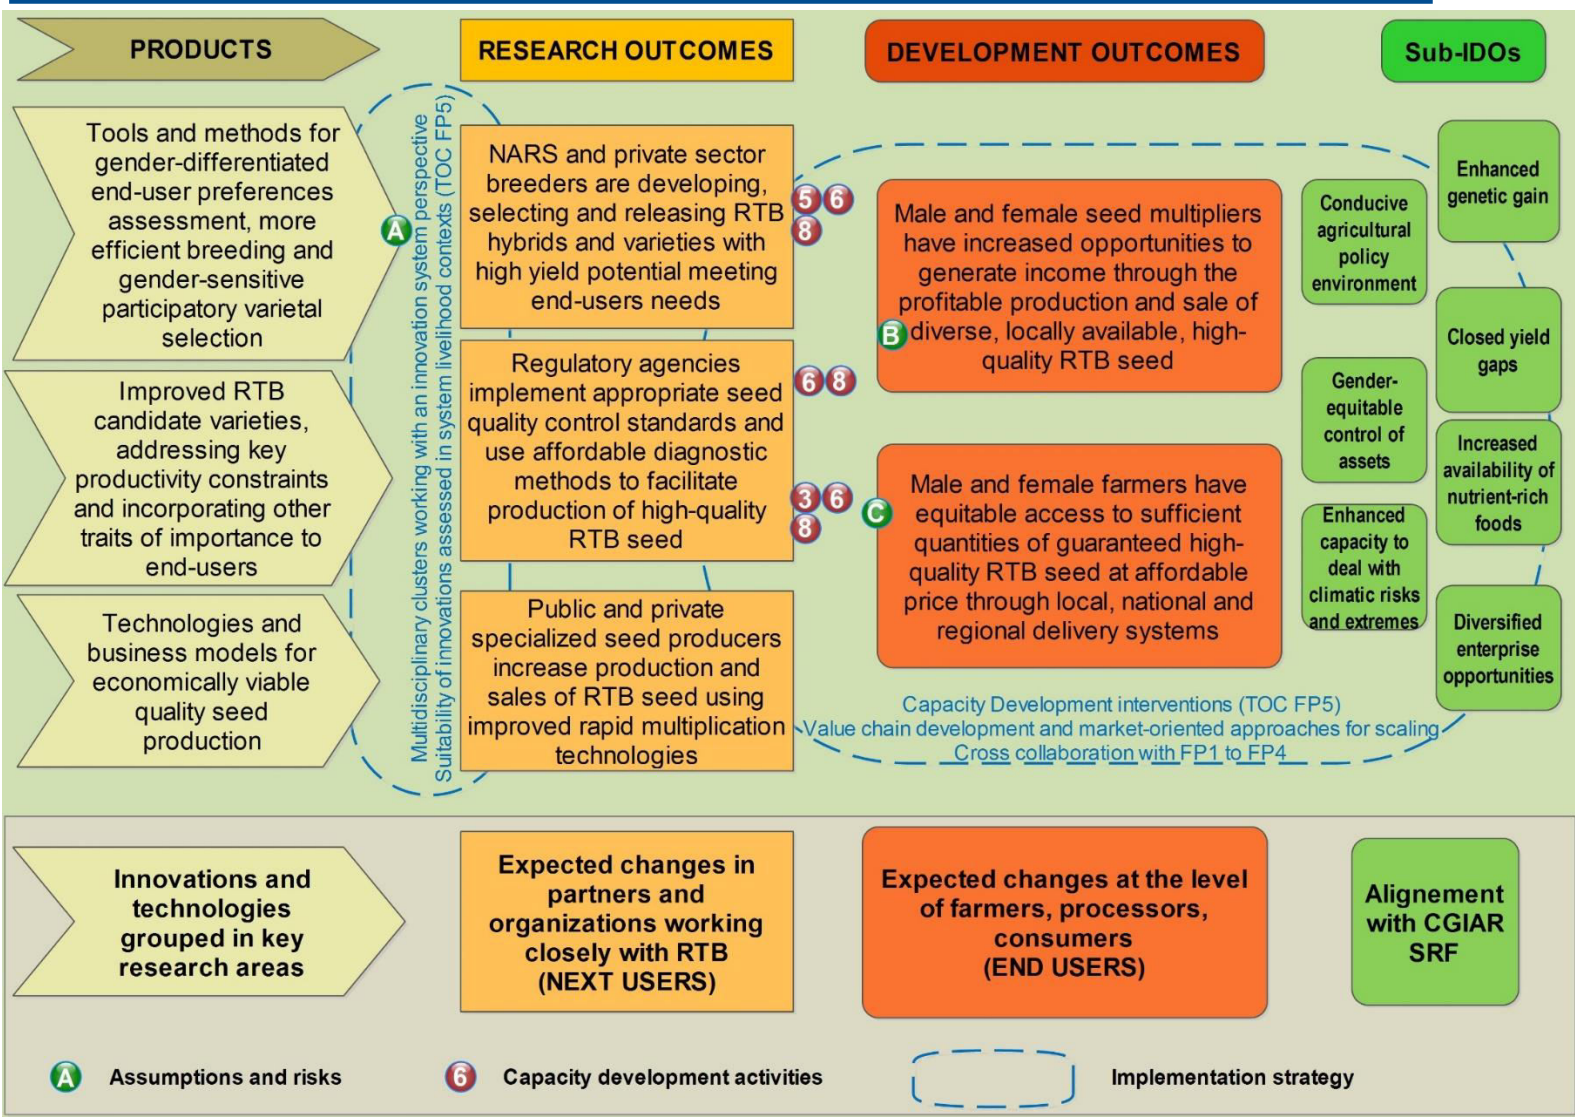 PRODUCTS
RESEARCH OUTCOMES
DEVELOPMENT OUTCOMES
Sub-IDOs
Tools and methods for
gender-differentiated
end-user preferences
assessment, more
efficient breeding and
gender-sensitive
participatory varietal
selection
Improved RTB
candidate varieties,
addressing key
productivity constraints
and incorporating other
traits of importance to
end-users
Technologies and
business models for
economically viable
quality seed
production
A
Multidisciplinary clusters working with an innovation system perspective
Suitability of innovations assessed in system livelihood contexts (TOC FP5)
NARS and private sector
breeders are developing,
selecting and releasing RTB
hybrids and varieties with
high yield potential meeting
end-users needs
5 6
8
Regulatory agencies
implement appropriate seed
quality control standards and
use affordable diagnostic
methods to facilitate
production of high-quality
RTB seed
6 8
3 6
8
Public and private
specialized seed producers
increase production and
sales of RTB seed using
improved rapid multiplication
technologies
Male and female seed multipliers
have increased opportunities to
generate income through the
profitable production and sale of
diverse, locally available, high-
quality RTB seed
B
Male and female farmers have
equitable access to sufficient
quantities of guaranteed high-
quality RTB seed at affordable
price through local, national and
regional delivery systems
C
Capacity Development interventions (TOC FP5)
Value chain development and market-oriented approaches for scaling
Cross collaboration with FP1 to FP4
Conducive
agricultural
policy
environment
Gender-
equitable
control of
assets
Enhanced
capacity to
deal with
climatic risks
and extremes
Enhanced
genetic gain
Closed yield
gaps
Increased
availability of
nutrient-rich
foods
Diversified
enterprise
opportunities
Innovations and
technologies
grouped in key
research areas
Expected changes in
partners and
organizations working
closely with RTB
(NEXT USERS)
Expected changes at the level
of farmers, processors,
consumers
(END USERS)
Alignement
with CGIAR
SRF
A Assumptions and risks
6 Capacity development activities
Implementation strategy